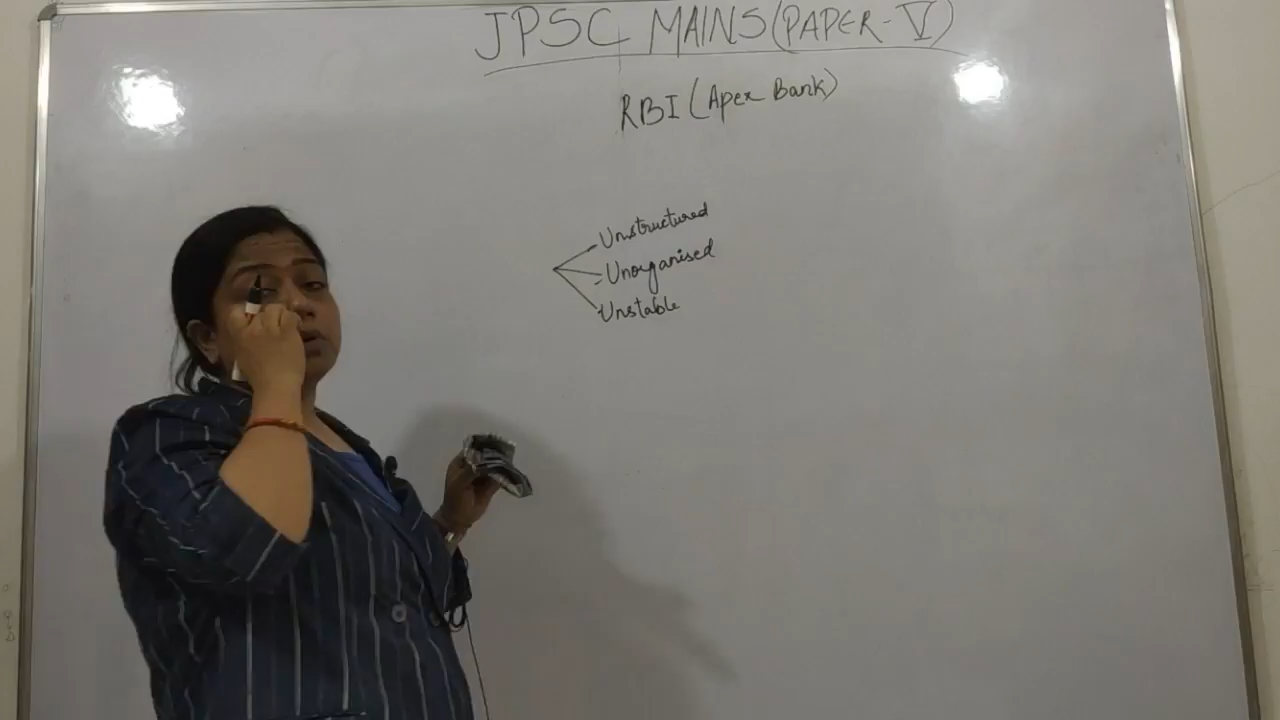 JPSC MAINS (PAPER-V)
RBI (Apex Bank)
Unstructured
Unorganised
Unstable